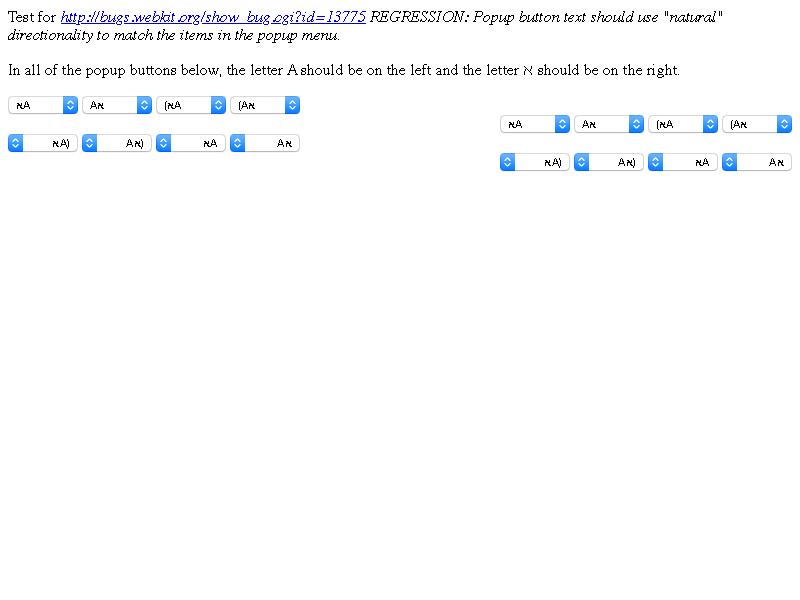 Test for http://bugs.webkit.org/show_bug.cgi?id=13775 REGRESSION: Popup button text should use "natural"
directionality to match the items in the popup menu.
In all of the popup buttons below, the letter A should be on the left and the letter א should be on the right.
אA Aא (אA (Aא
אA) Aא) אA Aא
אA Aא (אA (Aא
אA) Aא) אA Aא